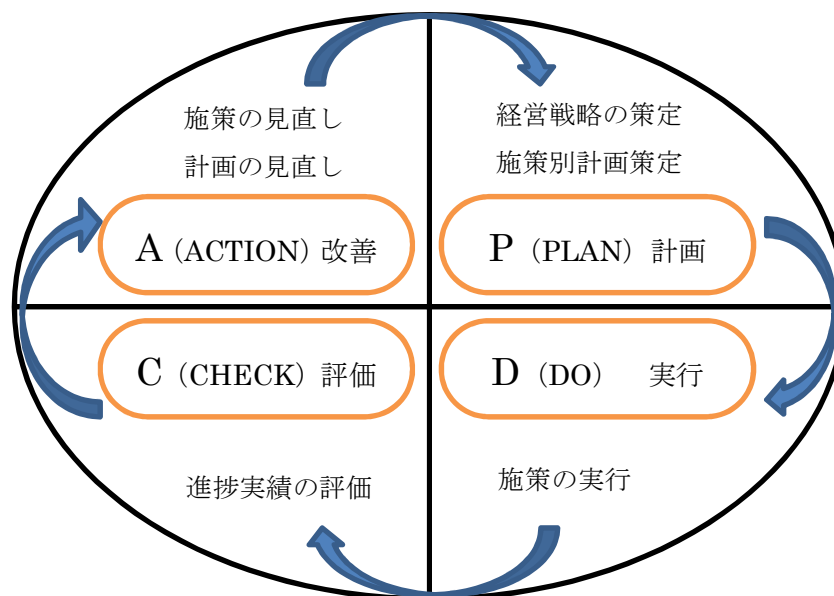 施策の見直し
計画の見直し
A（ACTION）改善
経営戦略の策定
施策別計画策定
P（PLAN）計画
C（CHECK）評価
進捗実績の評価
D（DO）　実行
施策の実行